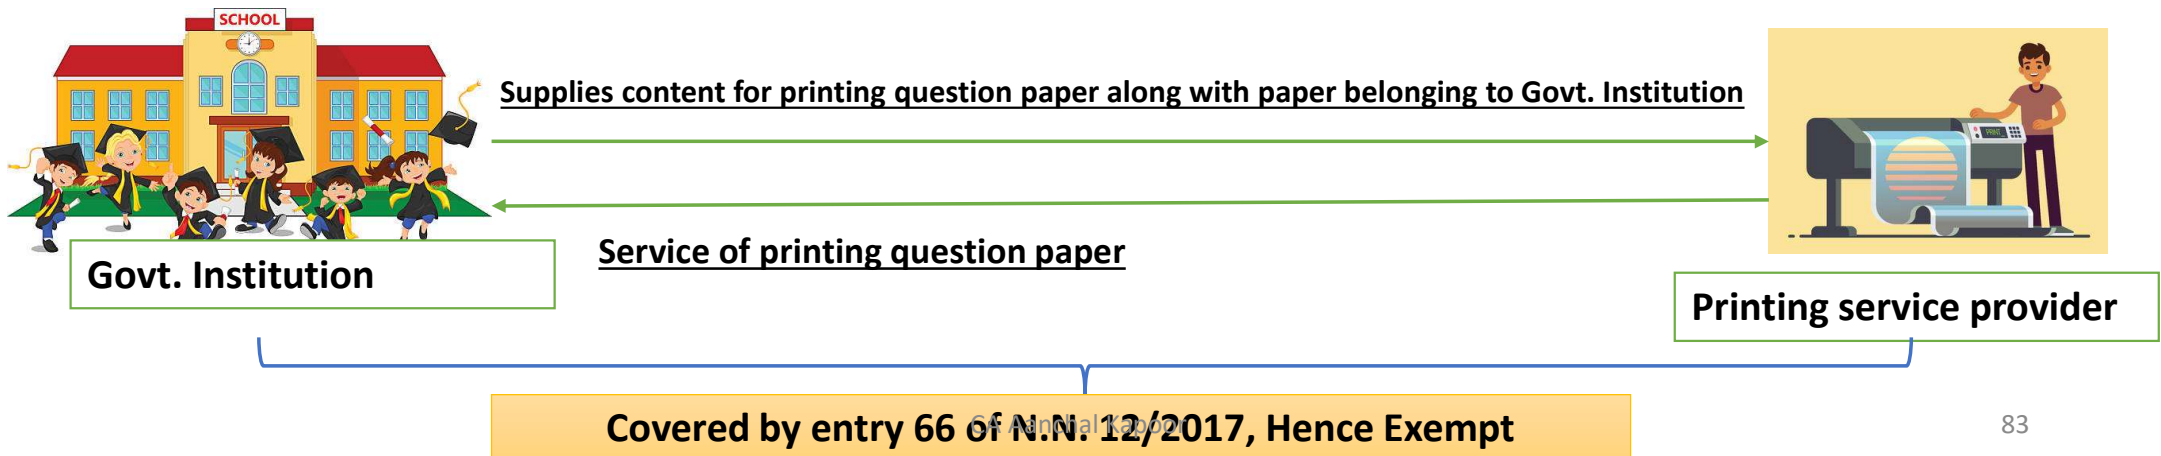 SCHOOL
Supplies content for printing question paper along with paper belonging to Govt. Institution
PRINT
Service of printing question paper
Govt. Institution
Printing service provider
Covered by entry 66 of N.N. 12/2017, Hence Exempt
CA Aanchal Kapoor
83